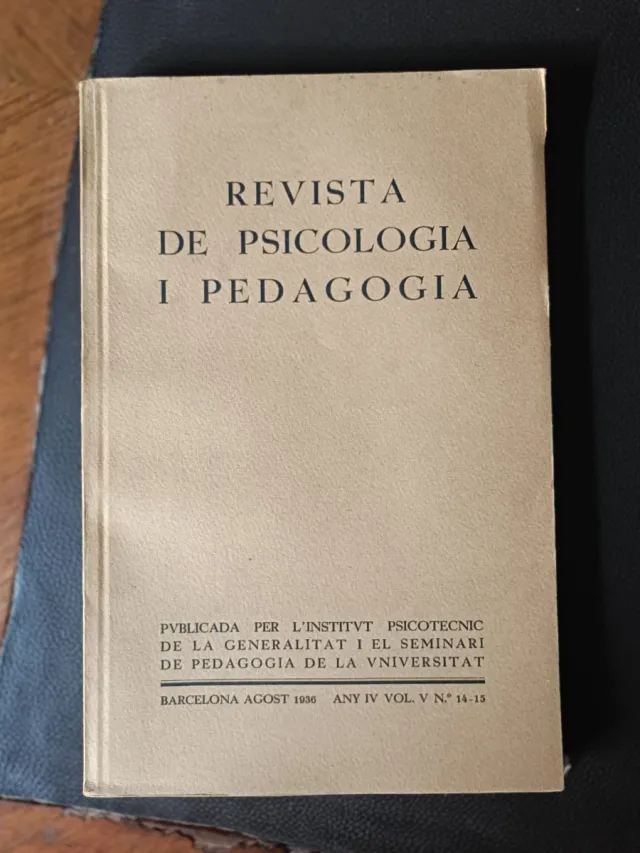 REVISTA
DE PSICOLOGIA
I PEDAGOGIA
PVBLICADA PER L'INSTITVT PSICOTECNIC
DE LA GENERALITAT I EL SEMINARI
DE PEDAGOGIA DE LA VNIVERSITAT
BARCELONA AGOST 1936 ANY IV VOL. V N.º 14-15